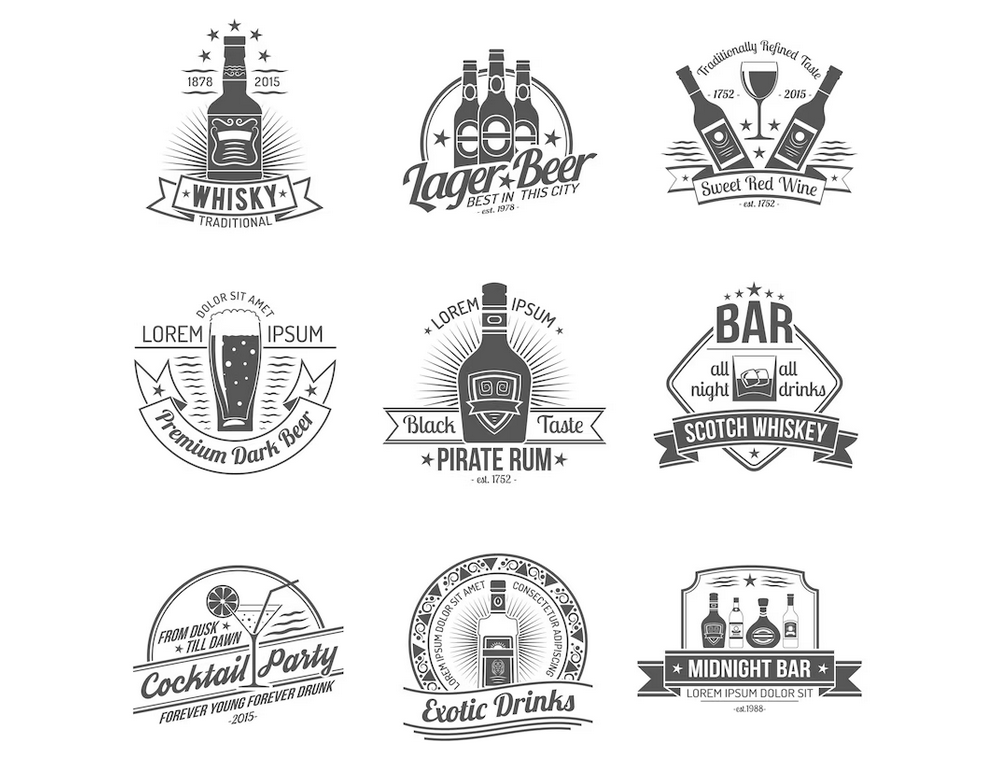 1878 2015
WHISKY
TRADITIONAL
Lager Beer
BEST IN THIS CITY
- est. 1978 -
Traditionally Refined Taste
- 1752 - - 2015 -
Sweet Red Wine
- est. 1752 -
DOLOR SIT AMET
LOREM IPSUM
Premium Dark Beer
LOREM IPSUM
Black Taste
PIRATE RUM
- est. 1752 -
BAR
all night all drinks
SCOTCH WHISKEY
FROM DUSK
TILL DAWN
Cocktail Party
FOREVER YOUNG FOREVER DRUNK
-2015-
LOREM IPSUM DOLOR SIT AMET CONSECTETUR ADIPISCING
Exotic Drinks
MIDNIGHT BAR
LOREM IPSUM DOLOR SIT
-est.1988-